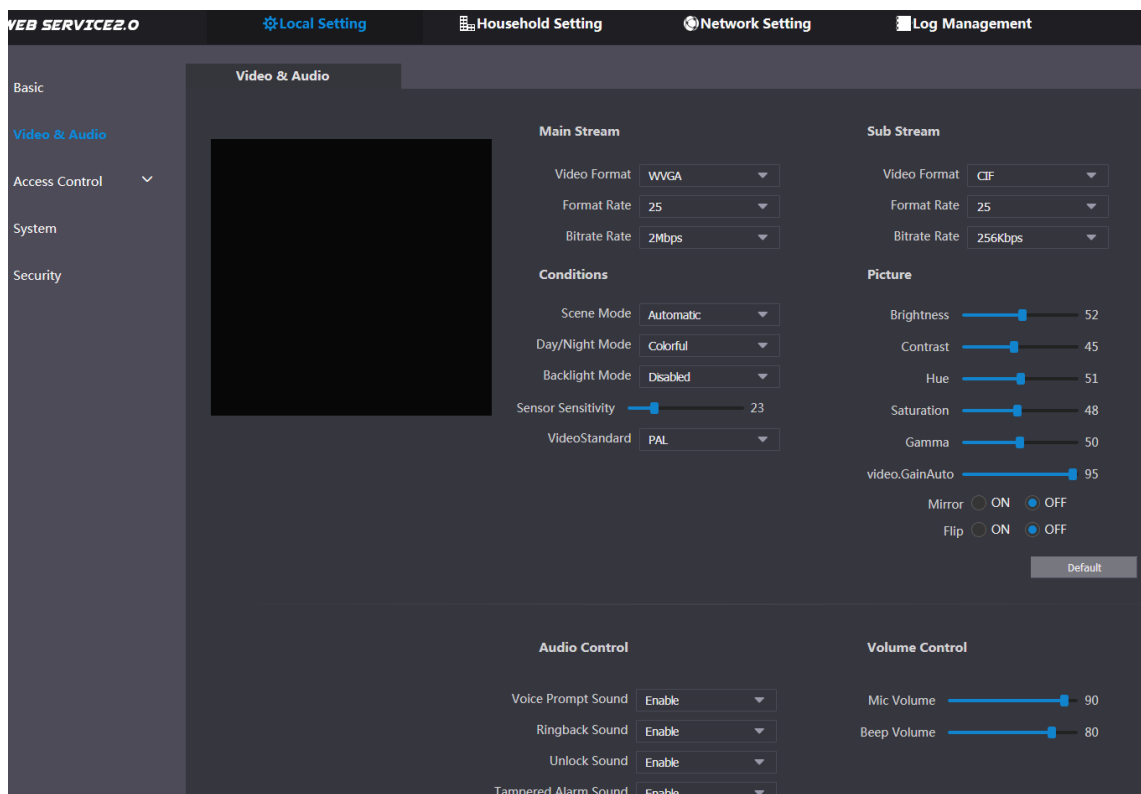 WEB SERVICE2.0
Local Setting
Household Setting
Network Setting
Log Management
Basic
Video & Audio
Access Control
System
Security
Video & Audio
Main Stream
Video Format WVGA
Format Rate 25
Bitrate Rate 2Mbps
Conditions
Scene Mode Automatic
Day/Night Mode Colorful
Backlight Mode Disabled
Sensor Sensitivity 23
VideoStandard PAL
Sub Stream
Video Format CIF
Format Rate 25
Bitrate Rate 256Kbps
Picture
Brightness 52
Contrast 45
Hue 51
Saturation 48
Gamma 50
video.GainAuto 95
Mirror ON OFF
Flip ON OFF
Default
Audio Control
Voice Prompt Sound Enable
Ringback Sound Enable
Unlock Sound Enable
Tampered Alarm Sound Enable
Volume Control
Mic Volume 90
Beep Volume 80